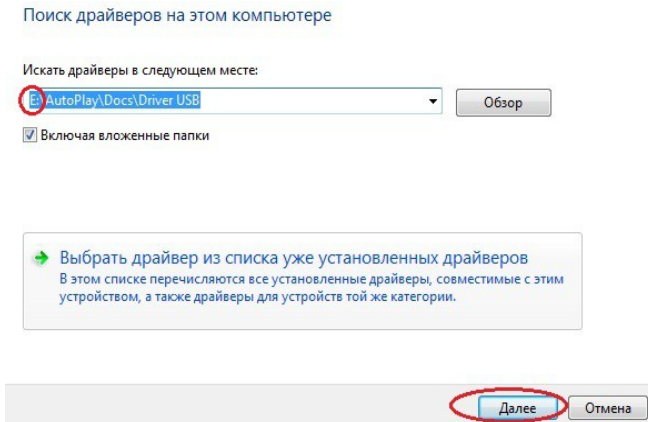 Поиск драйверов на этом компьютере
Искать драйверы в следующем месте:
E:\AutoPlay\Docs\Driver USB
Обзор
Включая вложенные папки
Выбрать драйвер из списка уже установленных драйверов
В этом списке перечисляются все установленные драйверы, совместимые с этим
устройством, а также драйверы для устройств той же категории.
Далее
Отмена